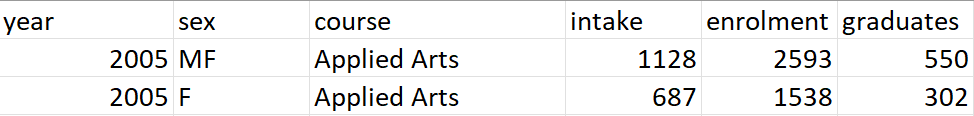 year sex course intake enrolment graduates
2005 MF Applied Arts 1128 2593 550
2005 F Applied Arts 687 1538 302